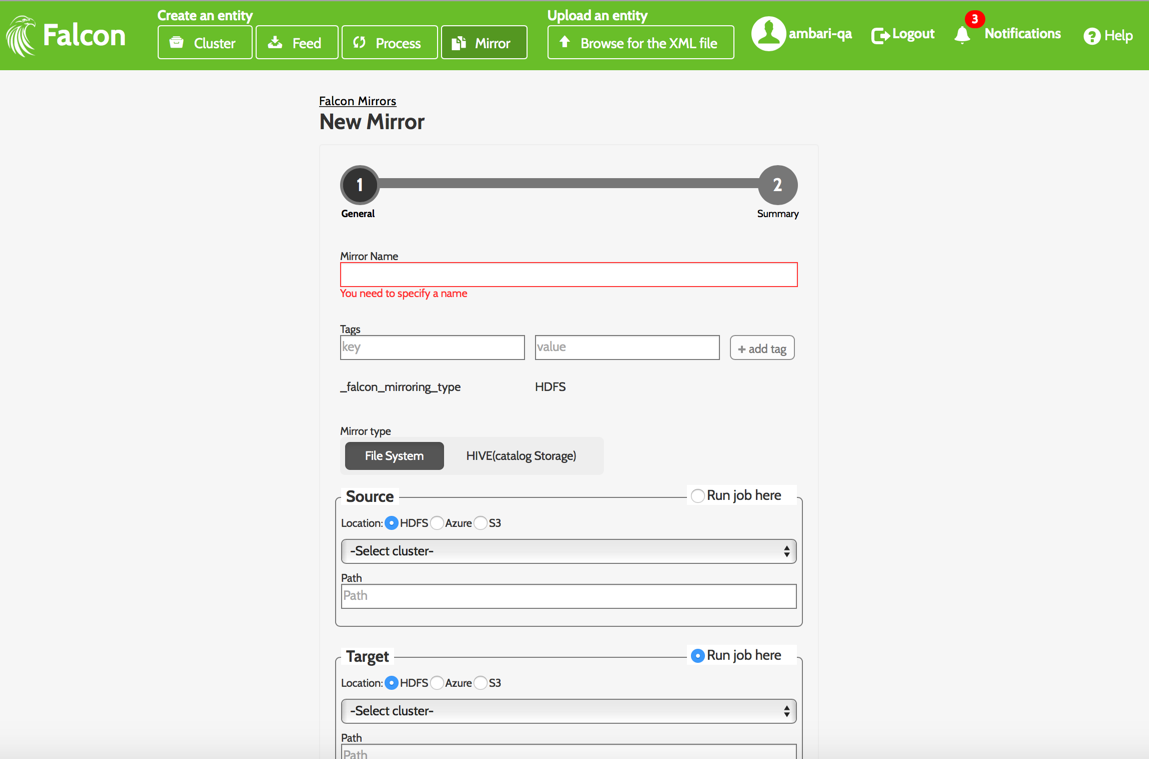 Falcon
Create an entity
Cluster
Feed
Process
Mirror
Upload an entity
Browse for the XML file
ambari-qa
Logout
3
Notifications
? Help
Falcon Mirrors
New Mirror
1
2
General
Summary
Mirror Name
You need to specify a name
Tags
key
value
+ add tag
_falcon_mirroring_type
HDFS
Mirror type
File System
HIVE(catalog Storage)
Source
Run job here
Location: HDFS Azure S3
-Select cluster-
Path
Path
Target
Run job here
Location: HDFS Azure S3
-Select cluster-
Path
Path